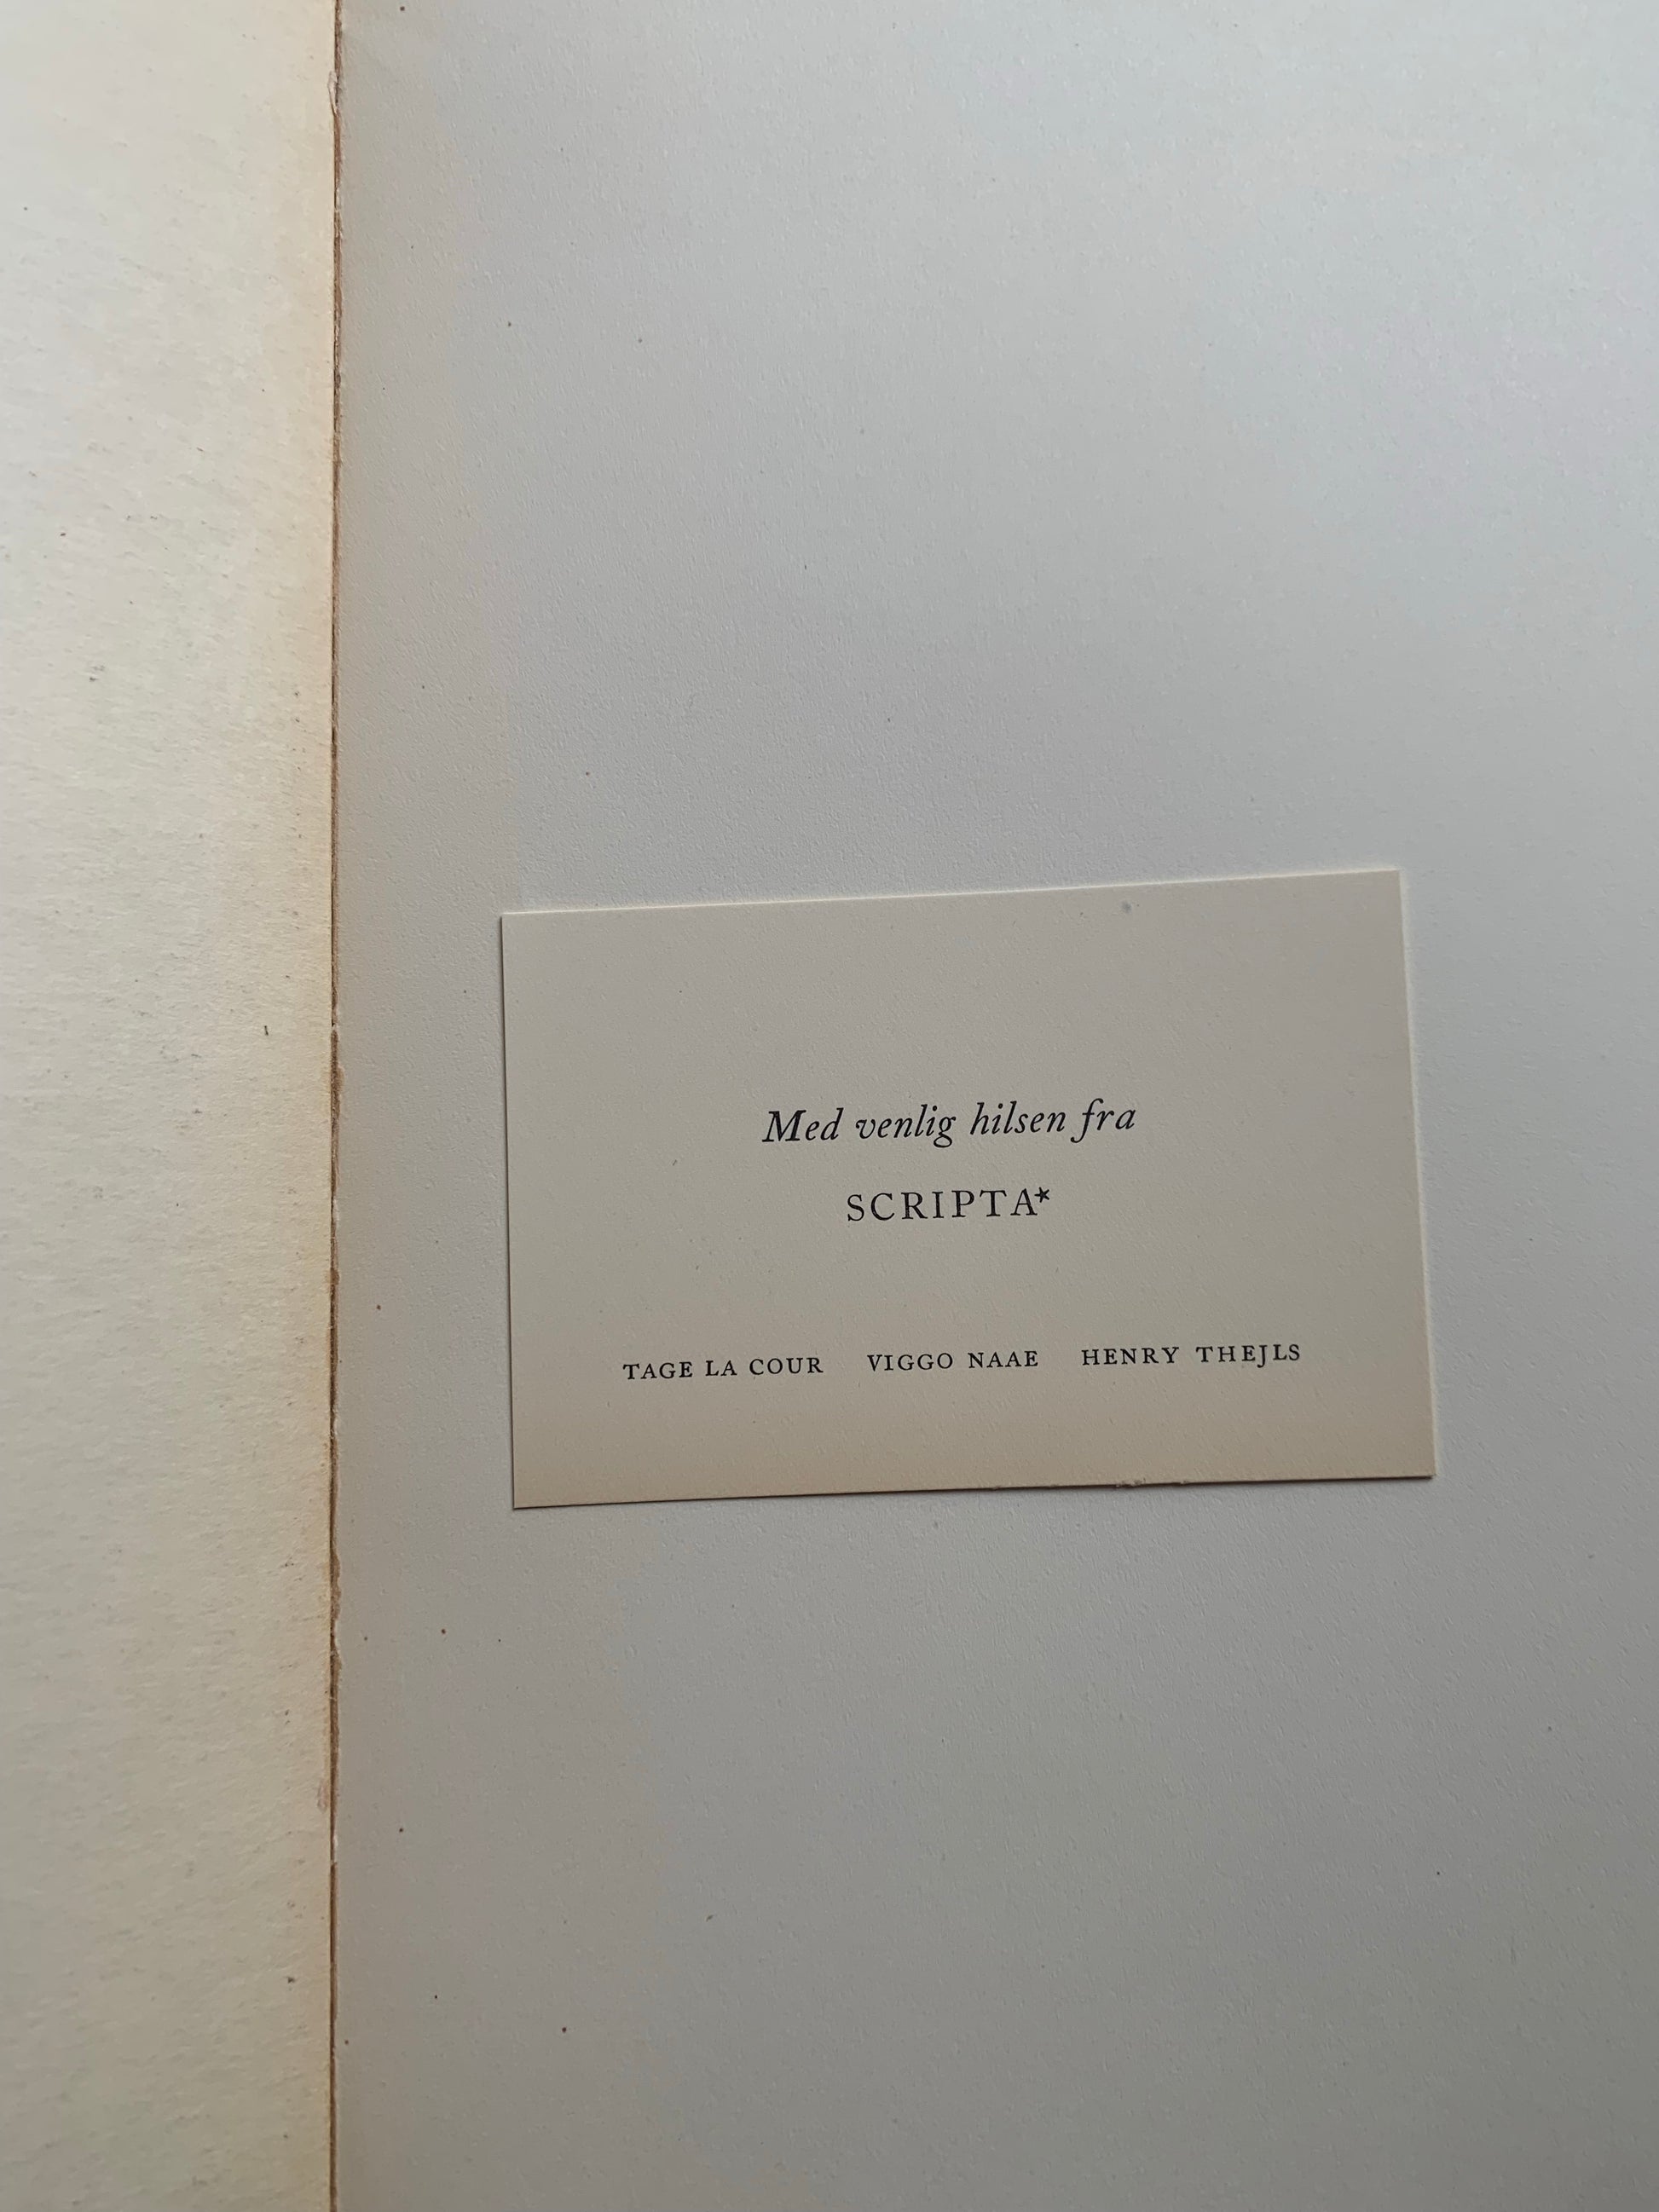 Med venlig hilsen fra
SCRIPTA*
TAGE LA COUR VIGGO NAAE HENRY THEJLS